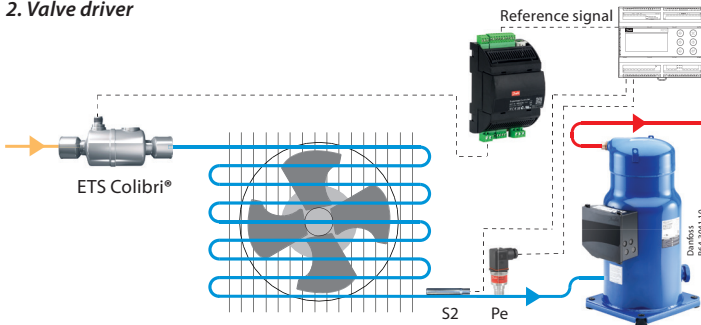 2. Valve driver
Reference signal
ETS Colibri®
S2
Pe
Danfoss